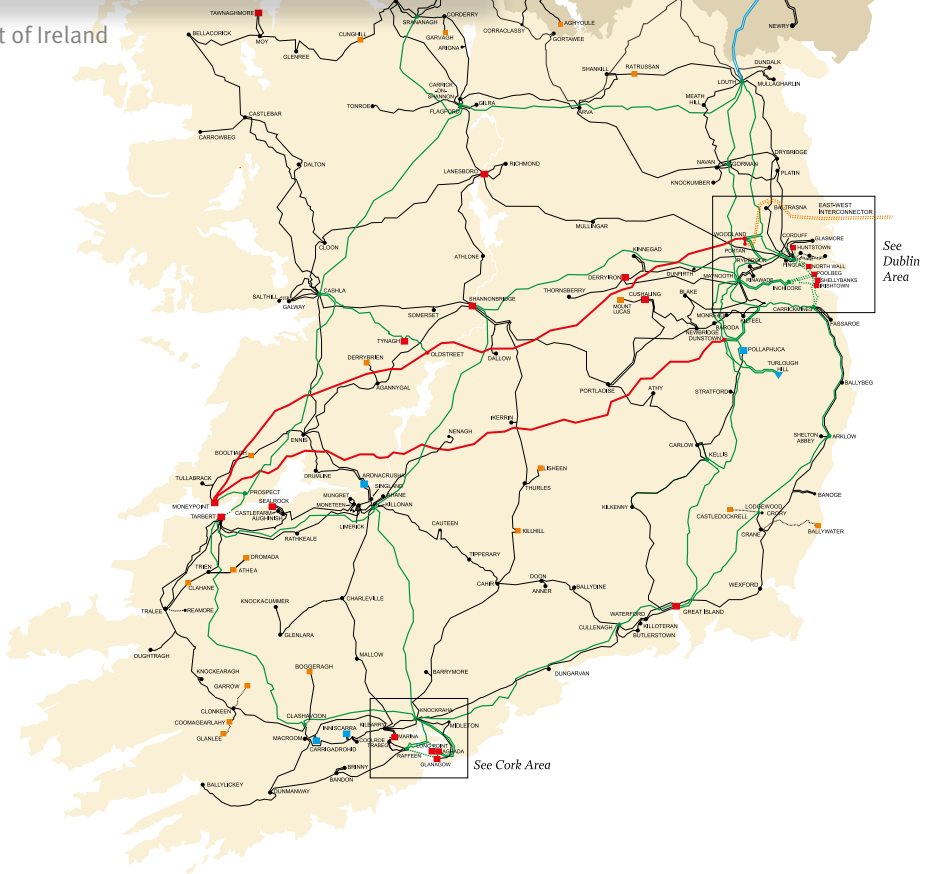 TAWNAGHMORE
BELLACORICK
t of Ireland
MOY
GLENREE
CUNGHILL
SRANANAGH
CORDERRY
GARVAGH
ARIGNA
CORRACLASSY
AGHYOULE
GORTAWEE
NEWRY
CARRICK
-ON-
SHANNON
FLAGFORD
GILRA
TONROE
SHANKILL
RATRUSSAN
ARVA
DUNDALK
LOUTH
MULLAGHARLIN
MEATH
HILL
CASTLEBAR
CARROWBEG
DALTON
LANESBORO
RICHMOND
NAVAN
GORMAN
DRYBRIDGE
PLATIN
KNOCKUMBER
MULLINGAR
BALTRASNA
EAST-WEST
INTERCONNECTOR
WOODLAND
CORDUFF
GLASMORE
HUNTSTOWN
FINGLAS
NORTH WALL
POOLBEG
SHELLYBANKS
IRISHTOWN
See
Dublin
Area
CLOON
ATHLONE
KINNEGAD
DERRYIRON
DUNFIRTH
MAYNOOTH
RINAWADE
INCHICORE
CASHLA
SALTHILL
GALWAY
SOMERSET
SHANNONBRIDGE
THORNSBERRY
MOUNT
LUCAS
CUSHALING
BLAKE
MONREAD
KILTEEL
CARRICKMINES
FASSAROE
NEWBRIDGE
BARODA
DUNSTOWN
TYNAGH
OLDSTREET
DERRYBRIEN
AGANNYGAL
DALLOW
PORTLAOISE
ATHY
POLLAPHUCA
TURLOUGH
HILL
STRATFORD
BALLYBEG
ENNIS
NENAGH
IKERRIN
SHELTON
ABBEY
ARKLOW
CARLOW
KELLIS
BOOLTIAGH
TULLABRACK
DRUMLINE
ARDNACRUSHA
SINGLAND
AHANE
KILLONAN
LISHEEN
THURLES
PROSPECT
MONEYPOINT
TARBERT
SEALROCK
CASTLEFARM
AUGHINISH
MUNGRET
MONETEEN
LIMERICK
RATHKEALE
CAUTEEN
KILLHILL
KILKENNY
BANOGE
LODGEWOOD
CASTLEDOCKRELL
CRORY
CRANE
BALLYWATER
TRIEN
DROMADA
ATHEA
CLAHANE
TRALEE
REAMORE
TIPPERARY
CAHIR
DOON
ANNER
BALLYDINE
WEXFORD
KNOCKACUMMER
CHARLEVILLE
GLENLARA
WATERFORD
GREAT ISLAND
CULLENAGH
KILLOTERAN
BUTLERSTOWN
OUGHTRAGH
KNOCKEARAGH
GARROW
BOGGERAGH
MALLOW
BARRYMORE
DUNGARVAN
CLONKEEN
COOMAGEARLAHY
GLANLEE
CLASHAVOON
MACROOM
INNISCARRA
CARRIGADROHID
KILBARRY
COOLROE
TRABEG
MARINA
KNOCKRAHA
MIDLETON
LONGPOINT
AGHADA
RAFFEEN
GLANAGOW
See Cork Area
BRINNY
BANDON
BALLYLICKEY
DUNMANWAY